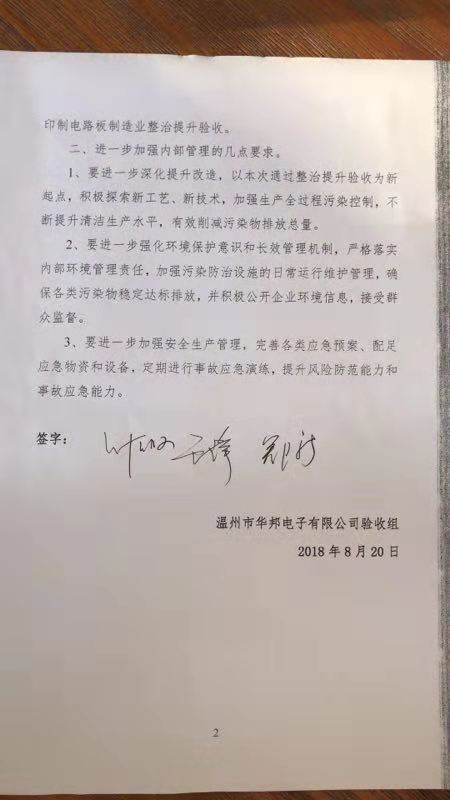 印制电路板制造业整治提升验收。
二、进一步加强内部管理的几点要求。
1、要进一步深化提升改造，以本次通过整治提升验收为新
起点，积极探索新工艺、新技术，加强生产全过程污染控制，不
断提升清洁生产水平，有效削减污染物排放总量。
2、要进一步强化环境保护意识和长效管理机制，严格落实
内部环境管理责任，加强污染防治设施的日常运行维护管理，确
保各类污染物稳定达标排放，并积极公开企业环境信息，接受群
众监督。
3、要进一步加强安全生产管理，完善各类应急预案、配足
应急物资和设备，定期进行事故应急演练，提升风险防范能力和
事故应急能力。
签字：
温州市华邦电子有限公司验收组
2018年8月20日
2